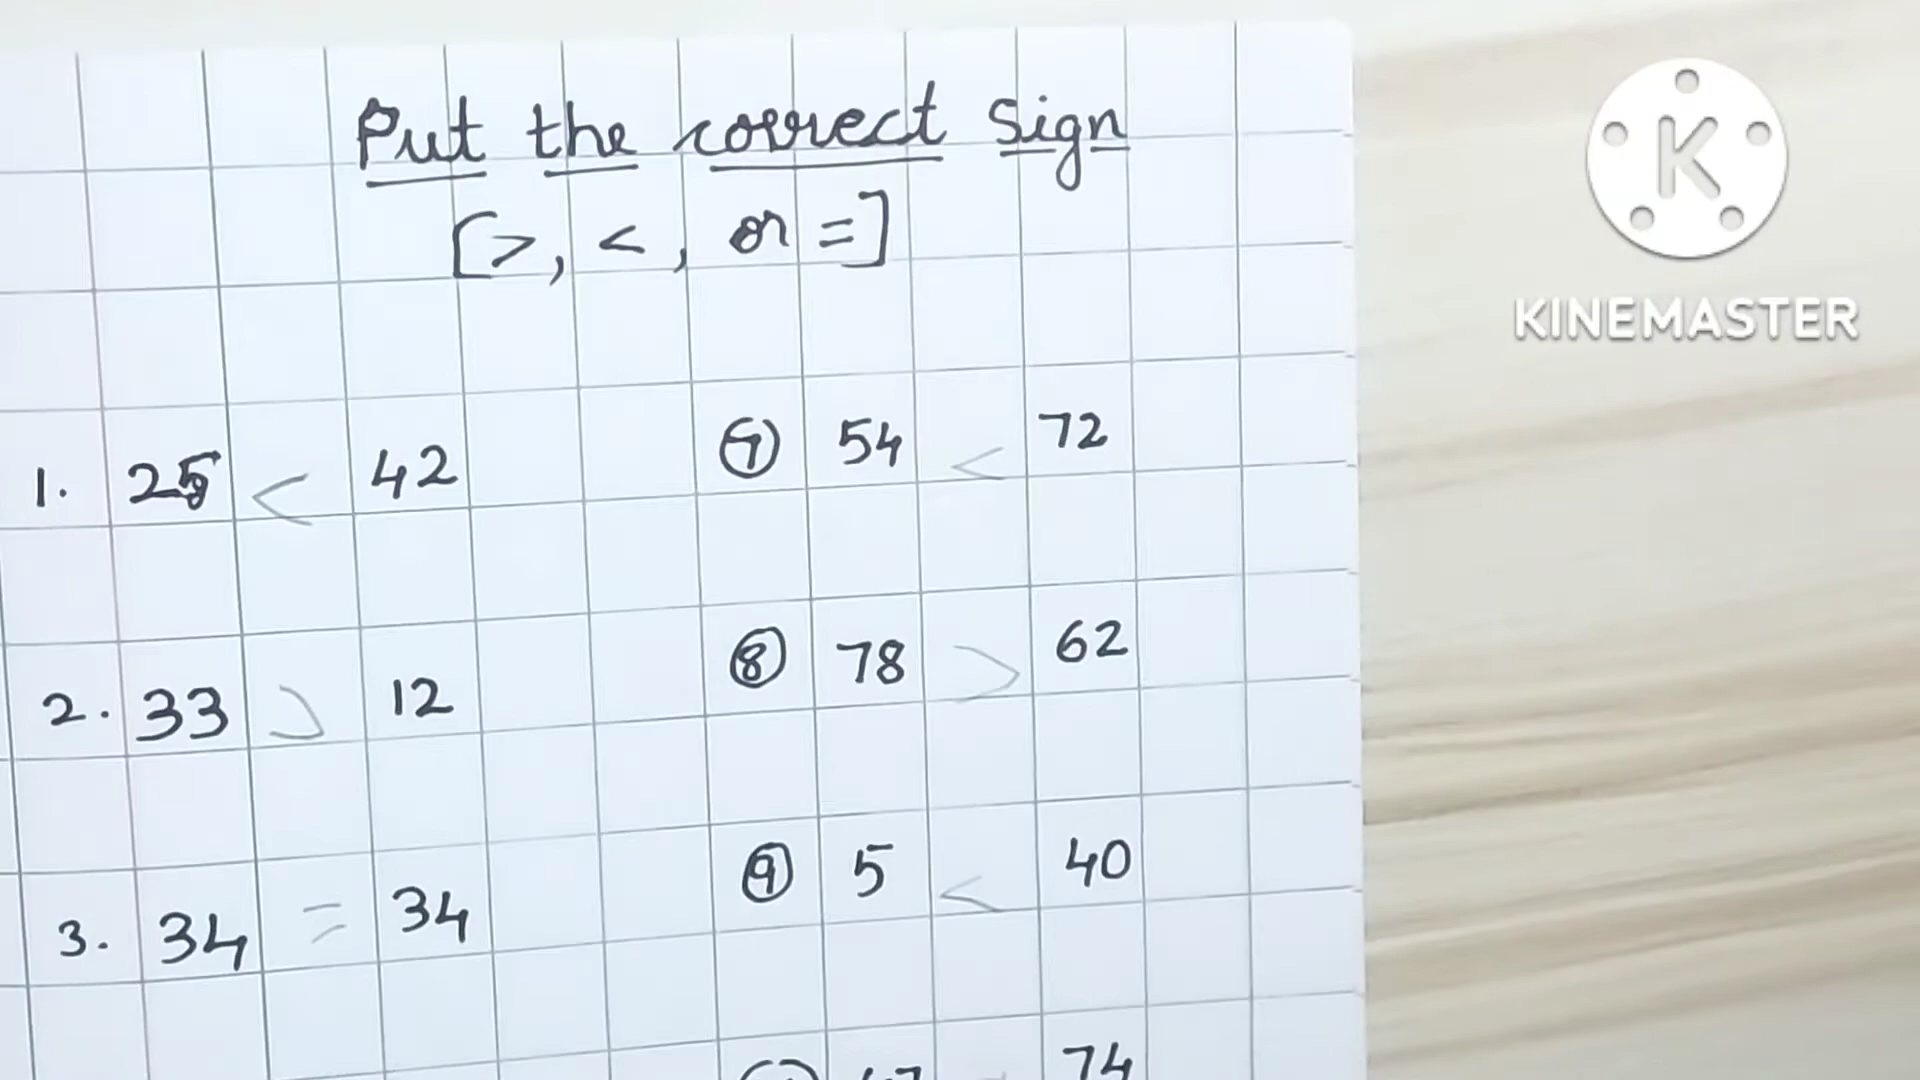 Put the correct sign
[>, <, or =]
K
KINEMASTER
1. 25 < 42
7 54 < 72
2. 33 > 12
8 78 > 62
3. 34 = 34
9 5 < 40
74